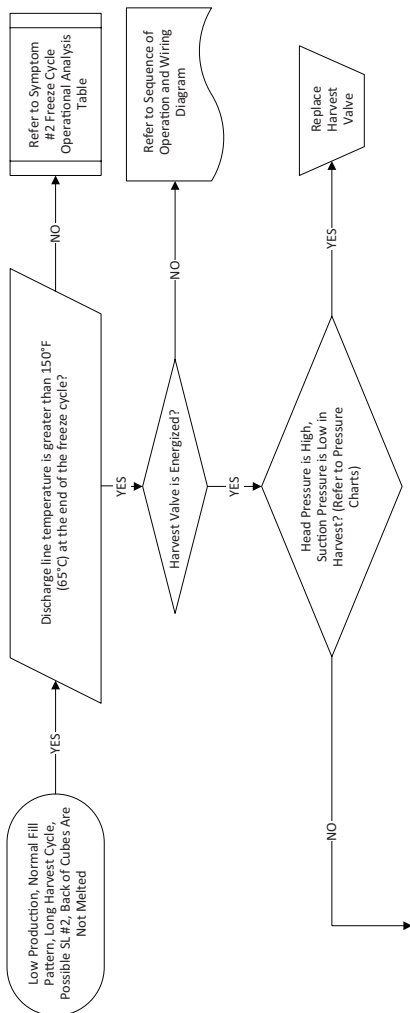 Low Production, Normal Fill
Pattern, Long Harvest Cycle,
Possible SL #2, Back of Cubes Are
Not Melted
YES
Discharge line temperature is greater than 150°F
(65°C) at the end of the freeze cycle?
NO
Refer to Symptom
#2 Freeze Cycle
Operational Analysis
Table
YES
Harvest Valve is Energized?
NO
Refer to Sequence of
Operation and Wiring
Diagram
YES
Head Pressure is High,
Suction Pressure is Low in
Harvest? (Refer to Pressure
Charts)
YES
Replace
Harvest
Valve
NO